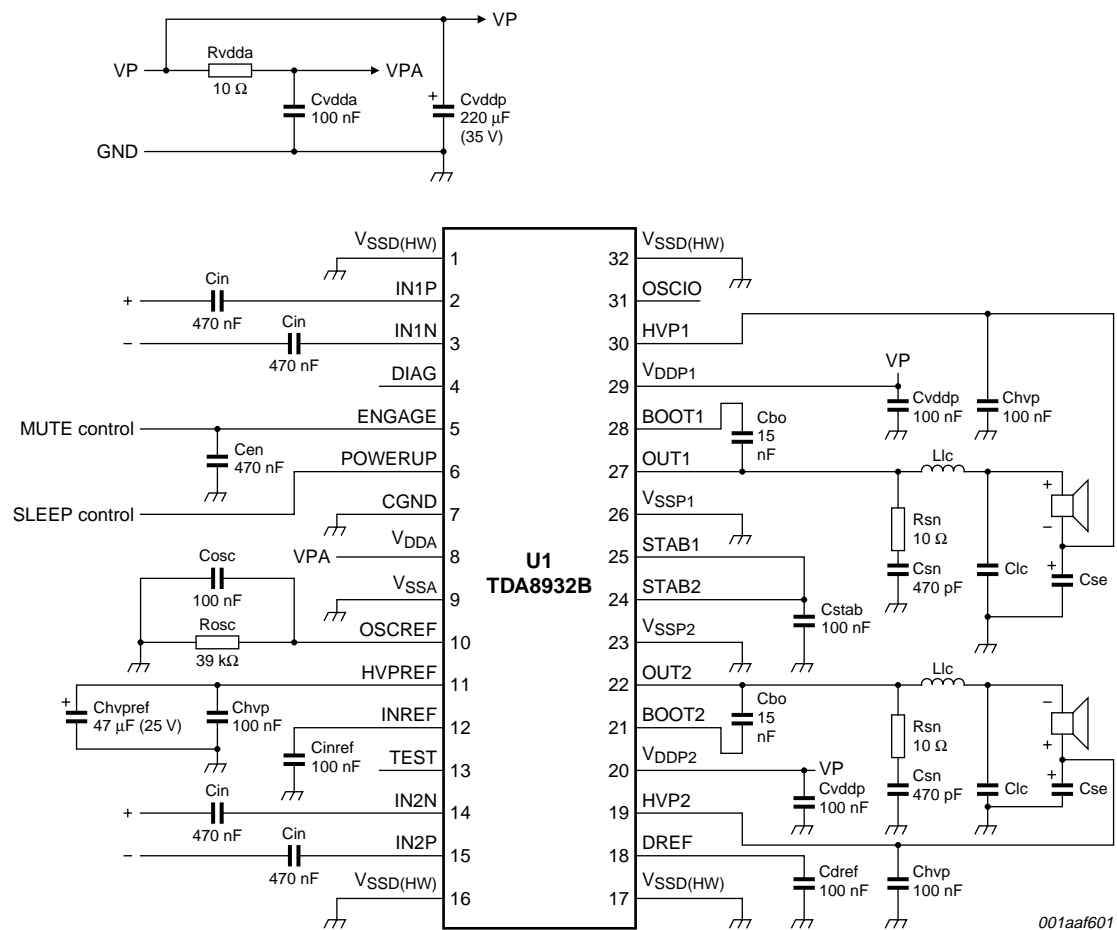 VP
Rvdda
VP
VPA
10 Ω
Cvdda
100 nF
Cvddp
220 μF
(35 V)
+
GND
U1
TDA8932B
VSSD(HW)
1
Cin
+
470 nF
IN1P
2
Cin
−
470 nF
IN1N
3
DIAG
4
MUTE control
ENGAGE
5
Cen
470 nF
POWERUP
6
SLEEP control
CGND
7
VDDA
VPA
8
Cosc
100 nF
VSSA
9
Rosc
39 kΩ
OSCREF
10
HVPREF
11
+
Chvpref
47 μF (25 V)
Chvp
100 nF
INREF
12
Cinref
100 nF
TEST
13
Cin
+
470 nF
IN2N
14
Cin
−
470 nF
IN2P
15
VSSD(HW)
16
VSSD(HW)
32
OSCIO
31
HVP1
30
VP
VDDP1
29
Cvddp
100 nF
Chvp
100 nF
BOOT1
28
Cbo
15
nF
OUT1
27
Llc
+
−
VSSP1
26
Rsn
10 Ω
STAB1
25
Csn
470 pF
Clc
+
Cse
STAB2
24
Cstab
100 nF
VSSP2
23
OUT2
22
Llc
−
+
Cbo
15
nF
BOOT2
21
Rsn
10 Ω
VDDP2
20
VP
Cvddp
100 nF
Csn
470 pF
Clc
+
Cse
HVP2
19
DREF
18
Cdref
100 nF
Chvp
100 nF
VSSD(HW)
17
001aaf601